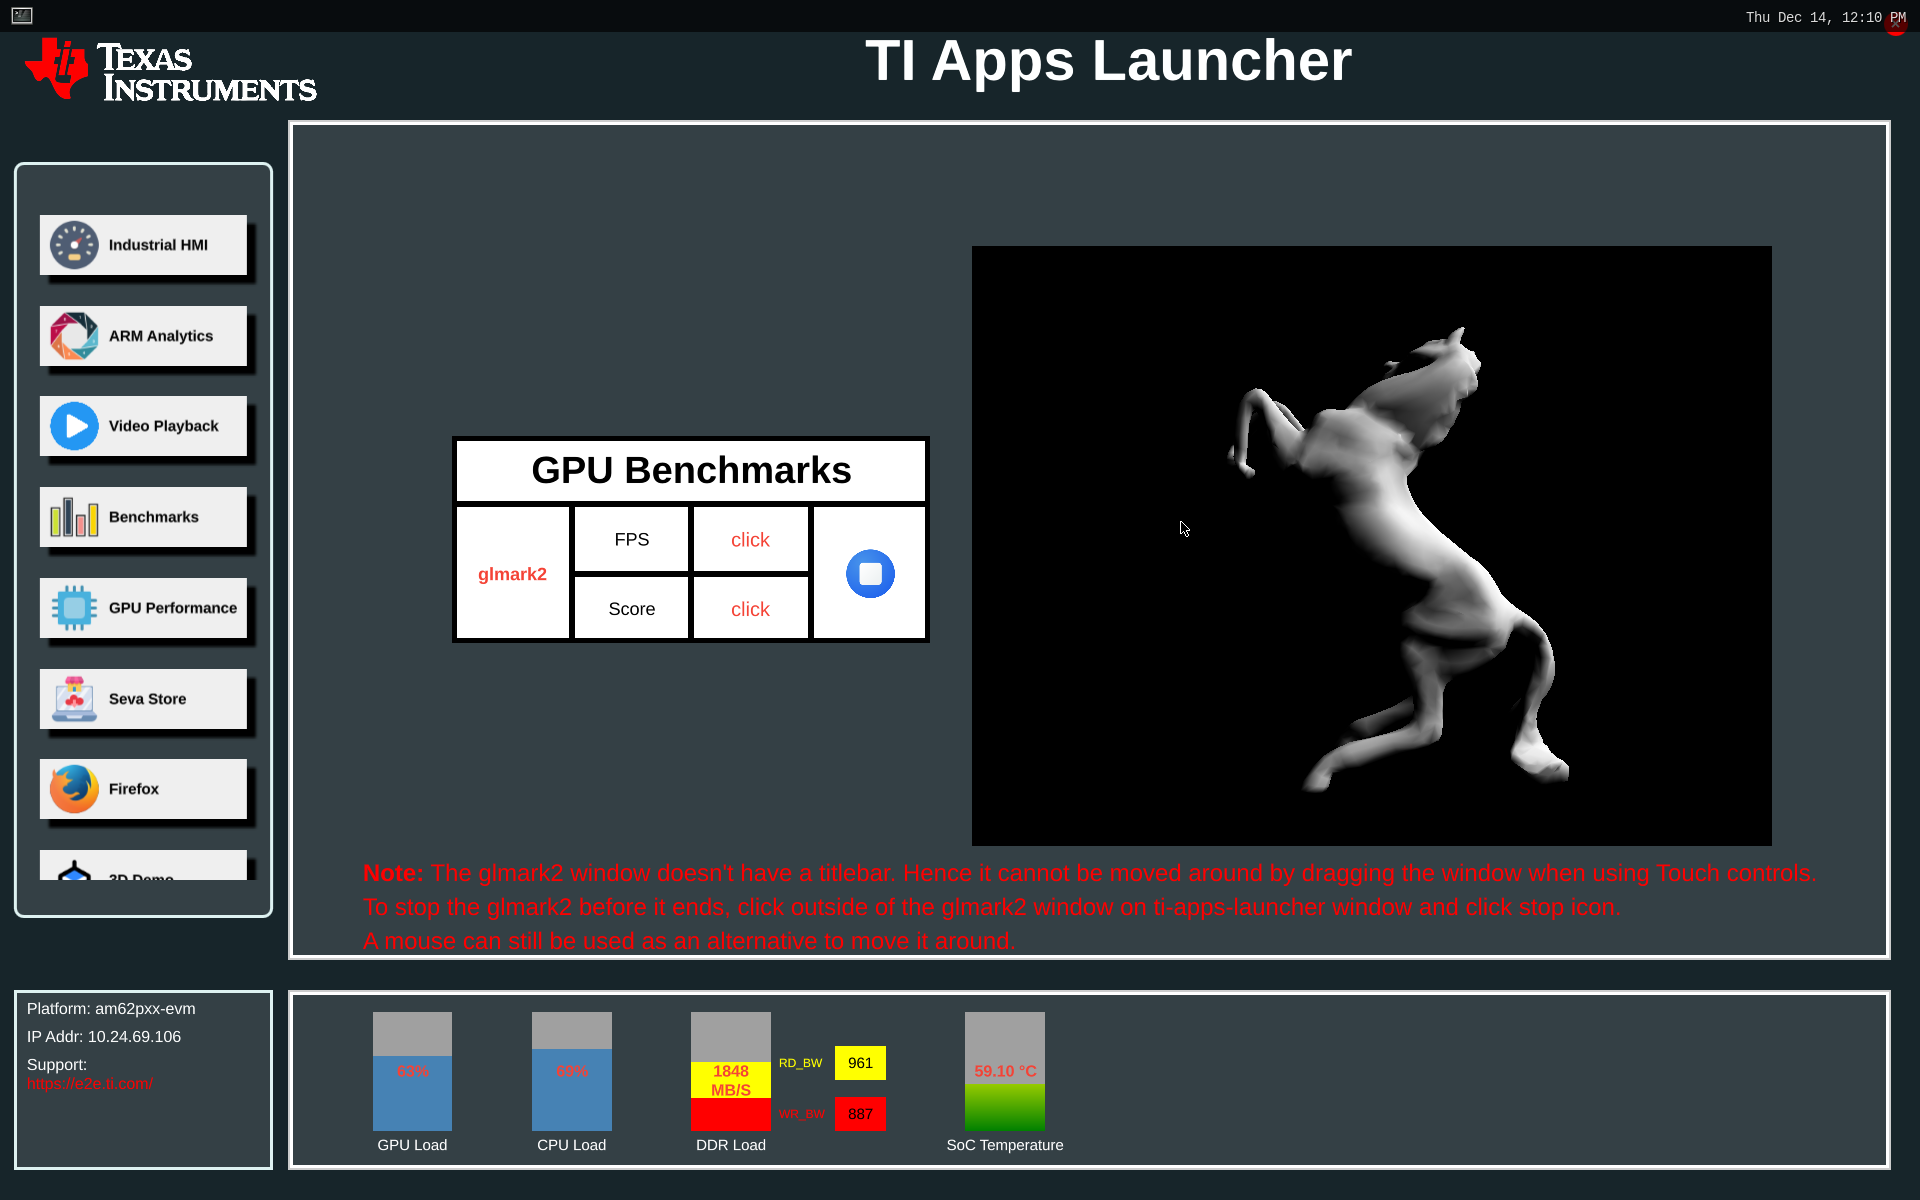 Thu Dec 14, 12:10 PM
TEXAS
INSTRUMENTS
TI Apps Launcher
Industrial HMI
ARM Analytics
Video Playback
Benchmarks
GPU Performance
Seva Store
Firefox
3D Demo
GPU Benchmarks
glmark2
FPS
click
Score
click
Note: The glmark2 window doesn't have a titlebar. Hence it cannot be moved around by dragging the window when using Touch controls.
To stop the glmark2 before it ends, click outside of the glmark2 window on ti-apps-launcher window and click stop icon.
A mouse can still be used as an alternative to move it around.
Platform: am62pxx-evm
IP Addr: 10.24.69.106
Support:
https://e2e.ti.com/
63%
GPU Load
69%
CPU Load
1848
MB/S
DDR Load
RD_BW
961
WR_BW
887
59.10 °C
SoC Temperature